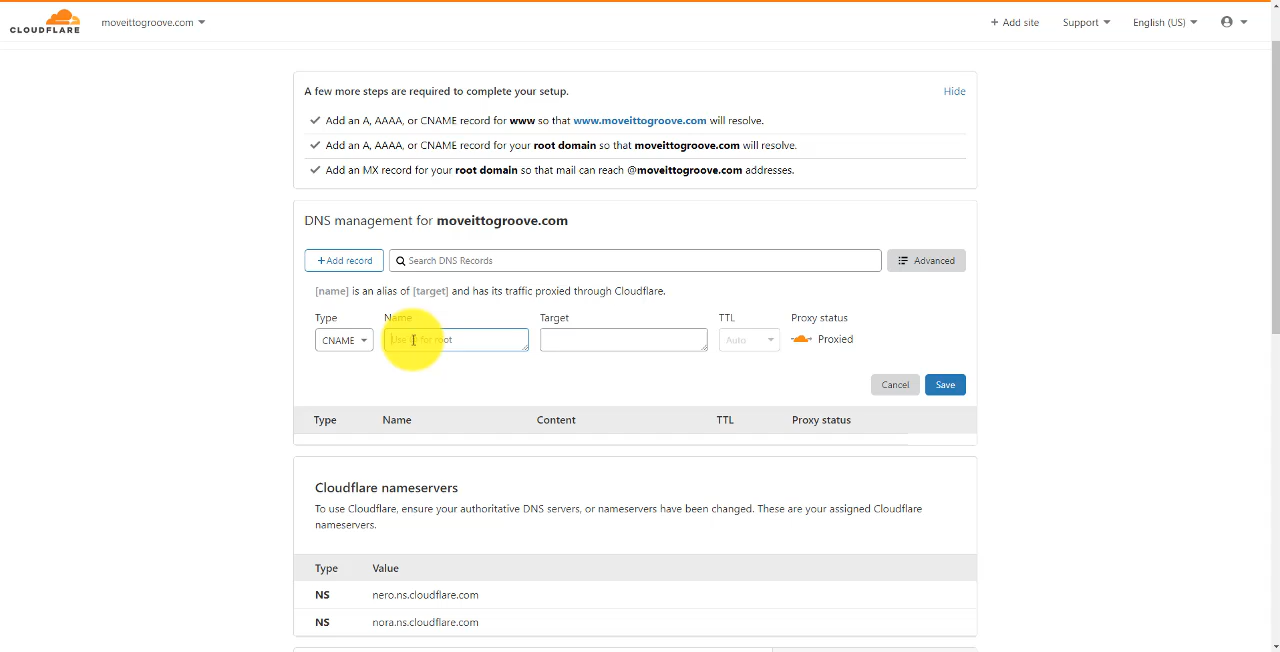 CLOUDFLARE
moveittogroove.com
+ Add site
Support
English (US)
A few more steps are required to complete your setup.
Hide
Add an A, AAAA, or CNAME record for www so that www.moveittogroove.com will resolve.
Add an A, AAAA, or CNAME record for your root domain so that moveittogroove.com will resolve.
Add an MX record for your root domain so that mail can reach @moveittogroove.com addresses.
DNS management for moveittogroove.com
+Add record
Search DNS Records
Advanced
[name] is an alias of [target] and has its traffic proxied through Cloudflare.
Type
Name
Target
TTL
Proxy status
CNAME
Use @ for root
Auto
Proxied
Cancel
Save
Type
Name
Content
TTL
Proxy status
Cloudflare nameservers
To use Cloudflare, ensure your authoritative DNS servers, or nameservers have been changed. These are your assigned Cloudflare
nameservers.
Type
Value
NS
nero.ns.cloudflare.com
NS
nora.ns.cloudflare.com